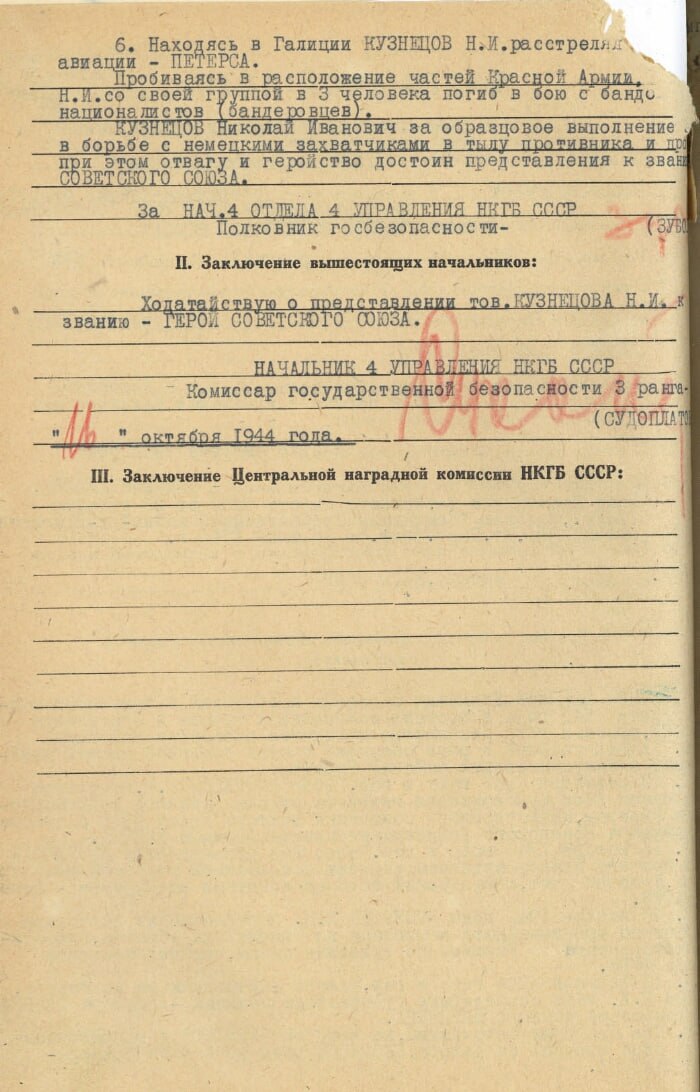 6. Находясь в Галиции КУЗНЕЦОВ Н.И.расстрелял
авиации - ПЕТЕРСА.
Пробиваясь в расположение частей Красной Армии,
Н.И.со своей группой в 3 человека погиб в бою с банд
националистов (бандеровцев).
КУЗНЕЦОВ Николай Иванович за образцовое выполнение
в борьбе с немецкими захватчиками в тылу противника и
при этом отвагу и геройство достоин представления к зван
СОВЕТСКОГО СОЮЗА.
За НАЧ.4 ОТДЕЛА 4 УПРАВЛЕНИЯ НКГБ СССР
Полковник госбезопасности-
(ЗУБО
II. Заключение вышестоящих начальников:
Ходатайствую о представлении тов.КУЗНЕЦОВА Н.И. к
званию - ГЕРОЙ СОВЕТСКОГО СОЮЗА.
НАЧАЛЬНИК 4 УПРАВЛЕНИЯ НКГБ СССР
Комиссар государственной безопасности 3 ранга-
(СУДОПЛАТО
"16" октября 1944 года.
III. Заключение Центральной наградной комиссии НКГБ СССР: